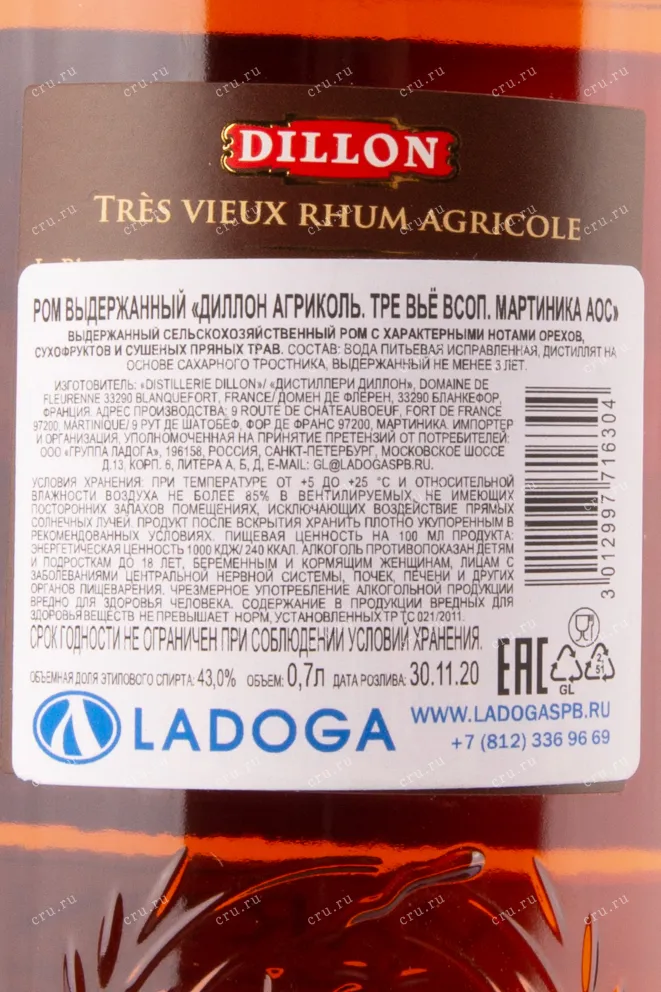 DILLON
TRÈS VIEUX RHUM AGRICOLE
РОМ ВЫДЕРЖАННЫЙ «ДИЛЛОН АГРИКОЛЬ. ТРЕ ВЬЁ ВСОП. МАРТИНИКА АОС»
ВЫДЕРЖАННЫЙ СЕЛЬСКОХОЗЯЙСТВЕННЫЙ РОМ С ХАРАКТЕРНЫМИ НОТАМИ ОРЕХОВ,
СУХОФРУКТОВ И СУШЕНЫХ ПРЯНЫХ ТРАВ. СОСТАВ: ВОДА ПИТЬЕВАЯ ИСПРАВЛЕННАЯ, ДИСТИЛЛЯТ НА
ОСНОВЕ САХАРНОГО ТРОСТНИКА, ВЫДЕРЖАННЫЙ НЕ МЕНЕЕ 3 ЛЕТ.
ИЗГОТОВИТЕЛЬ: «DISTILLERIE DILLON»/ «ДИСТИЛЛЕРИ ДИЛЛОН», DOMAINE DE
FLEURENNE 33290 BLANQUEFORT, FRANCE/ ДОМЕН ДЕ ФЛЁРЕН, 33290 БЛАНКЕФОР,
ФРАНЦИЯ. АДРЕС ПРОИЗВОДСТВА: 9 ROUTE DE CHATEAUBOEUF, FORT DE FRANCE
97200, MARTINIQUE/ 9 РУТ ДЕ ШАТОБЁФ, ФОР ДЕ ФРАНС 97200, МАРТИНИКА. ИМПОРТЕР
И ОРГАНИЗАЦИЯ, УПОЛНОМОЧЕННАЯ НА ПРИНЯТИЕ ПРЕТЕНЗИЙ ОТ ПОТРЕБИТЕЛЕЙ:
ООО «ГРУППА ЛАДОГА», 196158, РОССИЯ, САНКТ-ПЕТЕРБУРГ, МОСКОВСКОЕ ШОССЕ
Д.13, КОРП. 6, ЛИТЕРА А, Б, Д, E-MAIL: GL@LADOGASPB.RU.
УСЛОВИЯ ХРАНЕНИЯ: ПРИ ТЕМПЕРАТУРЕ ОТ +5 ДО +25 °С И ОТНОСИТЕЛЬНОЙ
ВЛАЖНОСТИ ВОЗДУХА НЕ БОЛЕЕ 85% В ВЕНТИЛИРУЕМЫХ, НЕ ИМЕЮЩИХ
ПОСТОРОННИХ ЗАПАХОВ ПОМЕЩЕНИЯХ, ИСКЛЮЧАЮЩИХ ВОЗДЕЙСТВИЕ ПРЯМЫХ
СОЛНЕЧНЫХ ЛУЧЕЙ. ПРОДУКТ ПОСЛЕ ВСКРЫТИЯ ХРАНИТЬ ПЛОТНО УКУПОРЕННЫМ В
РЕКОМЕНДОВАННЫХ УСЛОВИЯХ. ПИЩЕВАЯ ЦЕННОСТЬ НА 100 МЛ ПРОДУКТА:
ЭНЕРГЕТИЧЕСКАЯ ЦЕННОСТЬ 1000 КДЖ/ 240 ККАЛ. АЛКОГОЛЬ ПРОТИВОПОКАЗАН ДЕТЯМ
И ПОДРОСТКАМ ДО 18 ЛЕТ, БЕРЕМЕННЫМ И КОРМЯЩИМ ЖЕНЩИНАМ, ЛИЦАМ С
ЗАБОЛЕВАНИЯМИ ЦЕНТРАЛЬНОЙ НЕРВНОЙ СИСТЕМЫ, ПОЧЕК, ПЕЧЕНИ И ДРУГИХ
ОРГАНОВ ПИЩЕВАРЕНИЯ. ЧРЕЗМЕРНОЕ УПОТРЕБЛЕНИЕ АЛКОГОЛЬНОЙ ПРОДУКЦИИ
ВРЕДНО ДЛЯ ЗДОРОВЬЯ ЧЕЛОВЕКА. СОДЕРЖАНИЕ В ПРОДУКЦИИ ВРЕДНЫХ ДЛЯ
ЗДОРОВЬЯ ВЕЩЕСТВ НЕ ПРЕВЫШАЕТ НОРМ, УСТАНОВЛЕННЫХ ТР ТС 021/2011.
СРОК ГОДНОСТИ НЕ ОГРАНИЧЕН ПРИ СОБЛЮДЕНИИ УСЛОВИЙ ХРАНЕНИЯ.
ОБЪЕМНАЯ ДОЛЯ ЭТИЛОВОГО СПИРТА: 43,0% ОБЪЕМ: 0,7Л ДАТА РОЗЛИВА: 30.11.20
3 012997 716304
EAC
GL
2, 51
LADOGA
WWW.LADOGASPB.RU
+7 (812) 336 96 69
cru.ru